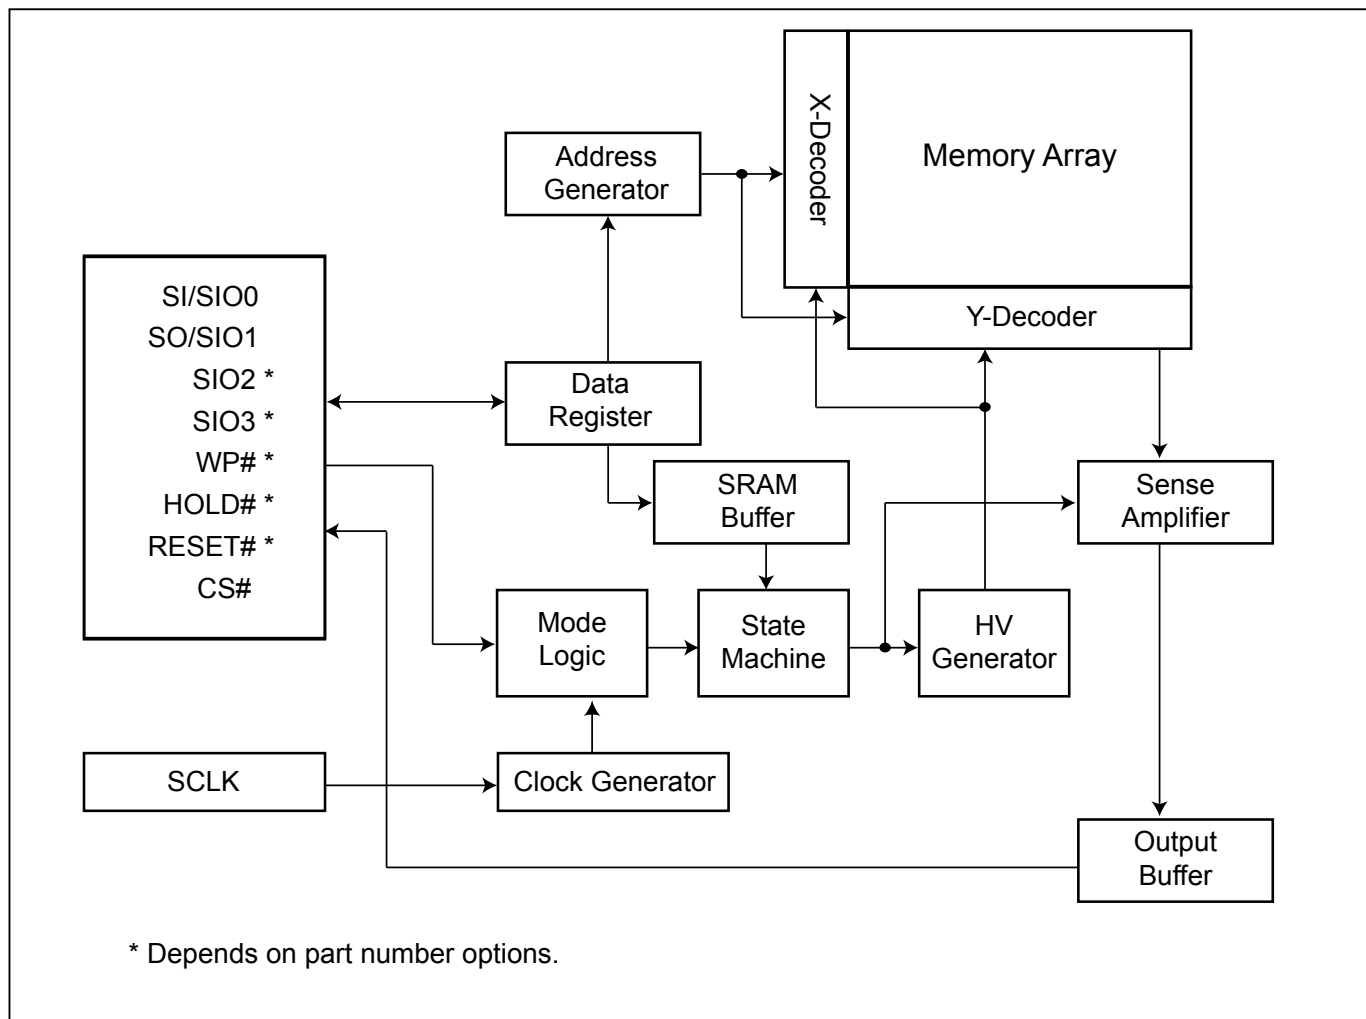 X-Decoder
Memory Array
Address
Generator
Y-Decoder
SI/SIO0
SO/SIO1
SIO2 *
SIO3 *
WP# *
HOLD# *
RESET# *
CS#
Data
Register
SRAM
Buffer
Sense
Amplifier
Mode
Logic
State
Machine
HV
Generator
SCLK
Clock Generator
Output
Buffer
* Depends on part number options.